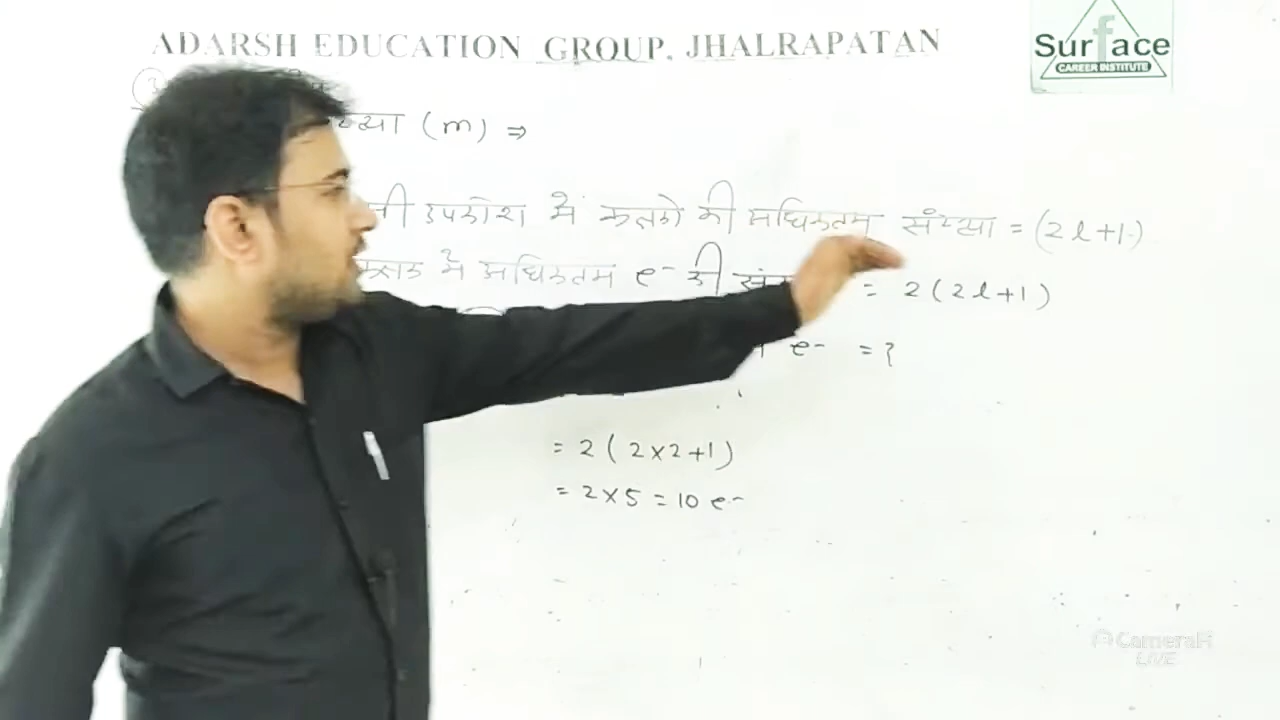 ADARSH EDUCATION GROUP, JHALRAPATAN
Surface
CAREER INSTITUTE
(m) ⇒
उपकोश में कक्षको की अधिकतम संख्या = (2l+1)
में अधिकतम e- की = 2(2l+1)
e- = ?
= 2(2×2+1)
= 2×5 = 10 e-
CameraFi
LIVE